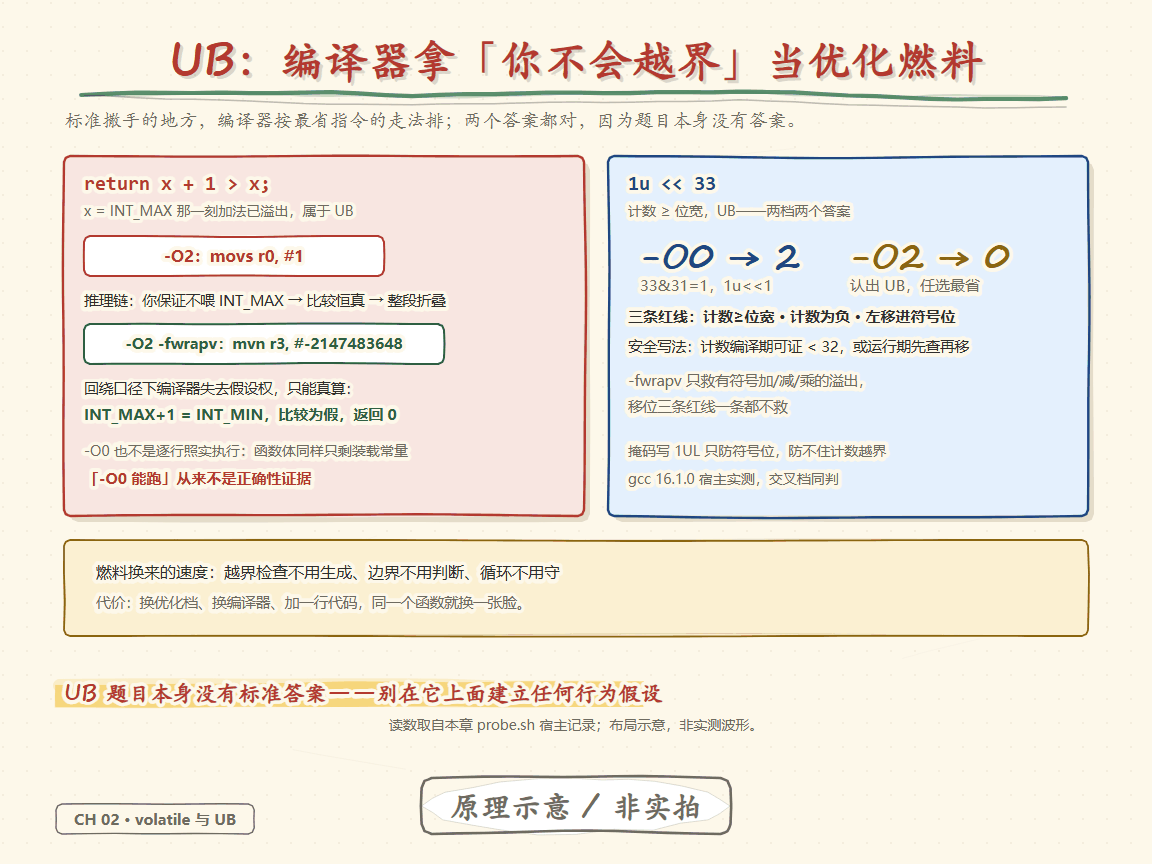 UB：编译器拿「你不会越界」当优化燃料
标准撒手的地方，编译器按最省指令的走法排；两个答案都对，因为题目本身没有答案。
return x + 1 > x;
x = INT_MAX 那一刻加法已溢出，属于 UB
-O2：movs r0, #1
推理链：你保证不喂 INT_MAX → 比较恒真 → 整段折叠
-O2 -fwrapv：mvn r3, #-2147483648
回绕口径下编译器失去假设权，只能真算：
INT_MAX+1 = INT_MIN，比较为假，返回 0
-O0 也不是逐行照实执行：函数体同样只剩装载常量
「-O0 能跑」从来不是正确性证据
1u << 33
计数 ≥ 位宽，UB——两档两个答案
-O0 → 2
33&31=1，1u<<1
-O2 → 0
认出 UB，任选最省
三条红线：计数≥位宽 · 计数为负 · 左移进符号位
安全写法：计数编译期可证 < 32，或运行期先查再移
-fwrapv 只救有符号加/减/乘的溢出，
移位三条红线一条都不救
掩码写 1UL 只防符号位，防不住计数越界
gcc 16.1.0 宿主实测，交叉档同判
燃料换来的速度：越界检查不用生成、边界不用判断、循环不用守
代价：换优化档、换编译器、加一行代码，同一个函数就换一张脸。
UB 题目本身没有标准答案——别在它上面建立任何行为假设
读数取自本章 probe.sh 宿主记录；布局示意，非实测波形。
原理示意 / 非实拍
CH 02 · volatile 与 UB